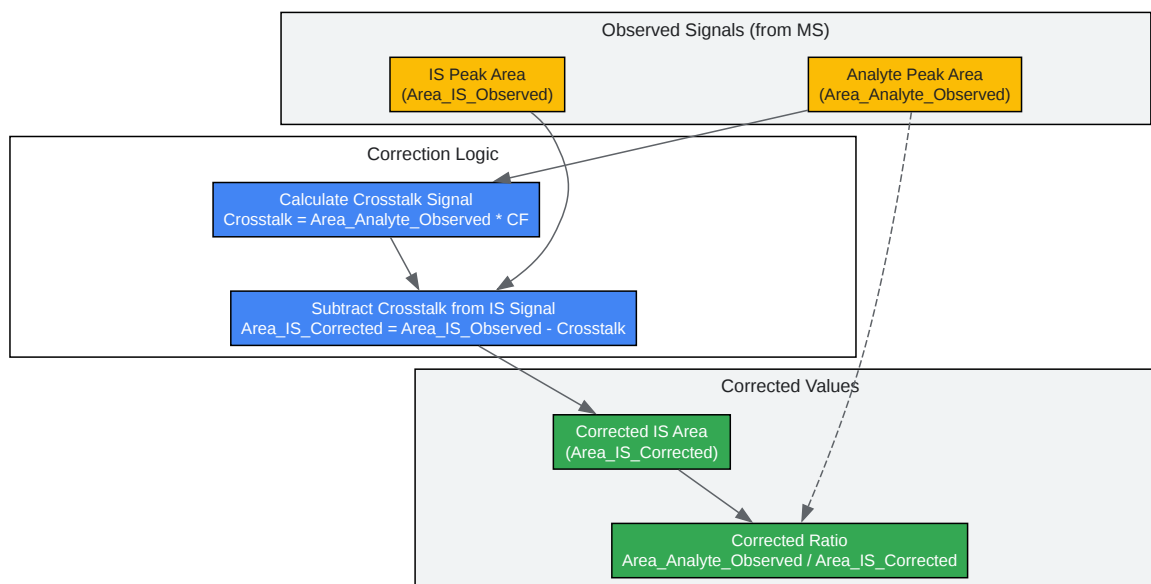 Observed Signals (from MS)
IS Peak Area
(Area_IS_Observed)
Analyte Peak Area
(Area_Analyte_Observed)
Correction Logic
Calculate Crosstalk Signal
Crosstalk = Area_Analyte_Observed * CF
Subtract Crosstalk from IS Signal
Area_IS_Corrected = Area_IS_Observed - Crosstalk
Corrected Values
Corrected IS Area
(Area_IS_Corrected)
Corrected Ratio
Area_Analyte_Observed / Area_IS_Corrected